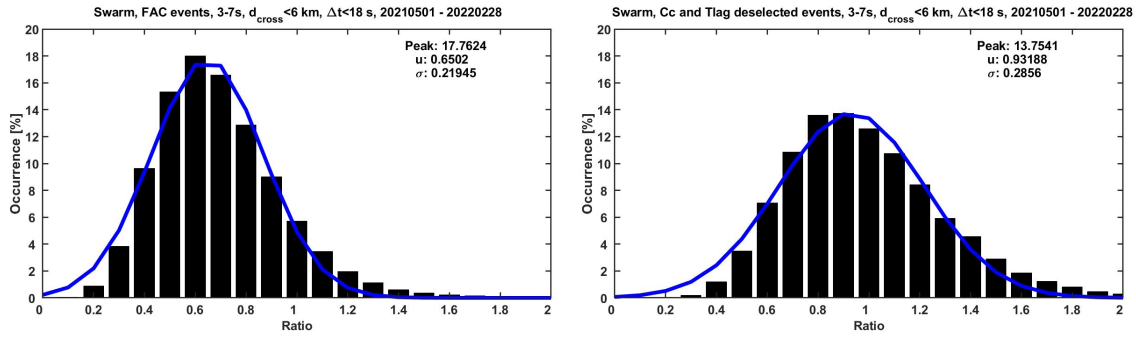 Swarm, FAC events, 3-7s, d_cross<6 km, Δt<18 s, 20210501 - 20220228
Peak: 17.7624
u: 0.6502
σ: 0.21945
Occurrence [%]
20
18
16
14
12
10
8
6
4
2
0
0 0.2 0.4 0.6 0.8 1 1.2 1.4 1.6 1.8 2
Ratio
Swarm, Cc and Tlag deselected events, 3-7s, d_cross<6 km, Δt<18 s, 20210501 - 20220228
Peak: 13.7541
u: 0.93188
σ: 0.2856
Occurrence [%]
20
18
16
14
12
10
8
6
4
2
0
0 0.2 0.4 0.6 0.8 1 1.2 1.4 1.6 1.8 2
Ratio